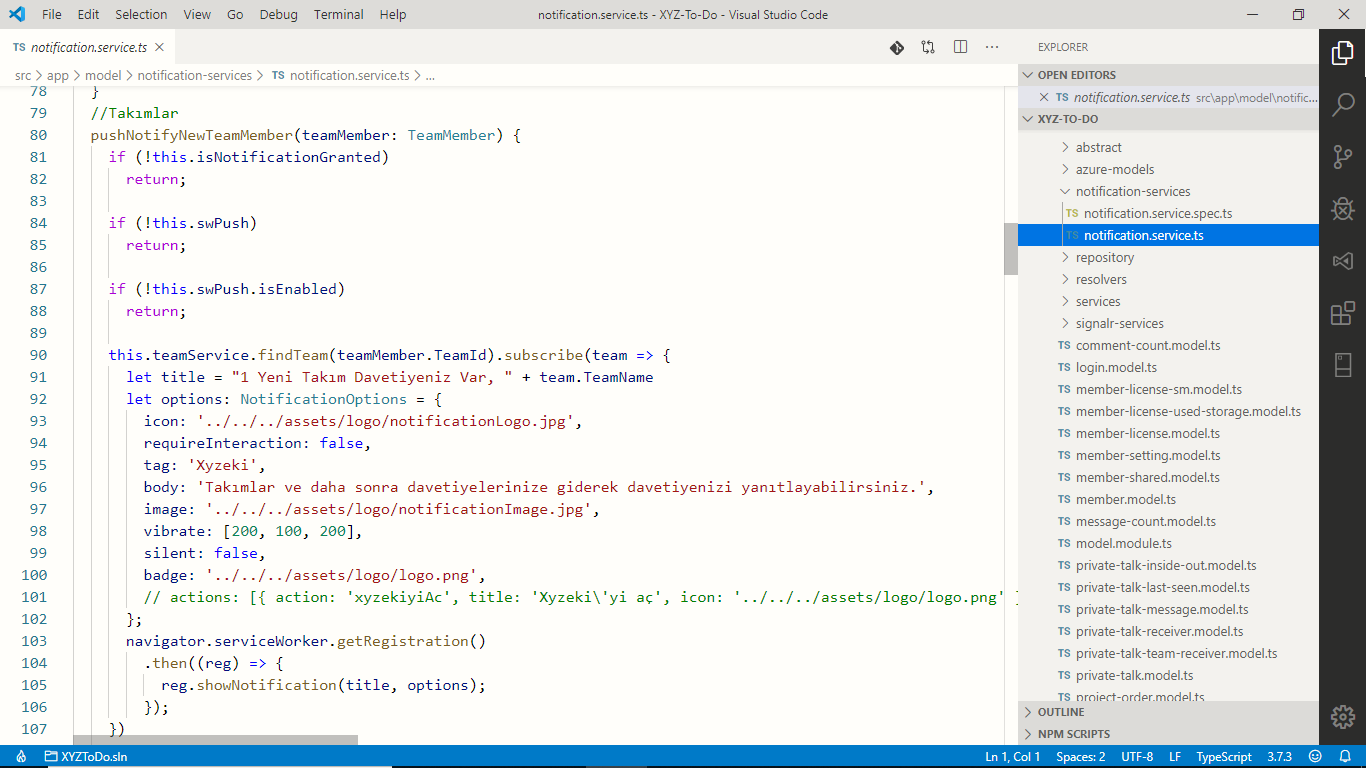 File Edit Selection View Go Debug Terminal Help
notification.service.ts - XYZ-To-Do - Visual Studio Code
TS notification.service.ts
src > app > model > notification-services > TS notification.service.ts > ...
78 }
79 //Takımlar
80 pushNotifyNewTeamMember(teamMember: TeamMember) {
81 if (!this.isNotificationGranted)
82 return;
83
84 if (!this.swPush)
85 return;
86
87 if (!this.swPush.isEnabled)
88 return;
89
90 this.teamService.findTeam(teamMember.TeamId).subscribe(team => {
91 let title = "1 Yeni Takım Davetiyeniz Var, " + team.TeamName
92 let options: NotificationOptions = {
93 icon: '../../../assets/logo/notificationLogo.jpg',
94 requireInteraction: false,
95 tag: 'Xyzeki',
96 body: 'Takımlar ve daha sonra davetiyelerinize giderek davetiyenizi yanıtlayabilirsiniz.',
97 image: '../../../assets/logo/notificationImage.jpg',
98 vibrate: [200, 100, 200],
99 silent: false,
100 badge: '../../../assets/logo/logo.png',
101 // actions: [{ action: 'xyzekiyiAc', title: 'Xyzeki\'yi aç', icon: '../../../assets/logo/logo.png' }
102 };
103 navigator.serviceWorker.getRegistration()
104 .then((reg) => {
105 reg.showNotification(title, options);
106 });
107 })
EXPLORER
OPEN EDITORS
TS notification.service.ts src\app\model\notific...
XYZ-TO-DO
abstract
azure-models
notification-services
TS notification.service.spec.ts
TS notification.service.ts
repository
resolvers
services
signalr-services
TS comment-count.model.ts
TS login.model.ts
TS member-license-sm.model.ts
TS member-license-used-storage.model.ts
TS member-license.model.ts
TS member-setting.model.ts
TS member-shared.model.ts
TS member.model.ts
TS message-count.model.ts
TS model.module.ts
TS private-talk-inside-out.model.ts
TS private-talk-last-seen.model.ts
TS private-talk-message.model.ts
TS private-talk-receiver.model.ts
TS private-talk-team-receiver.model.ts
TS private-talk.model.ts
TS project-order.model.ts
OUTLINE
NPM SCRIPTS
XYZToDo.sln
Ln 1, Col 1 Spaces: 2 UTF-8 LF TypeScript 3.7.3